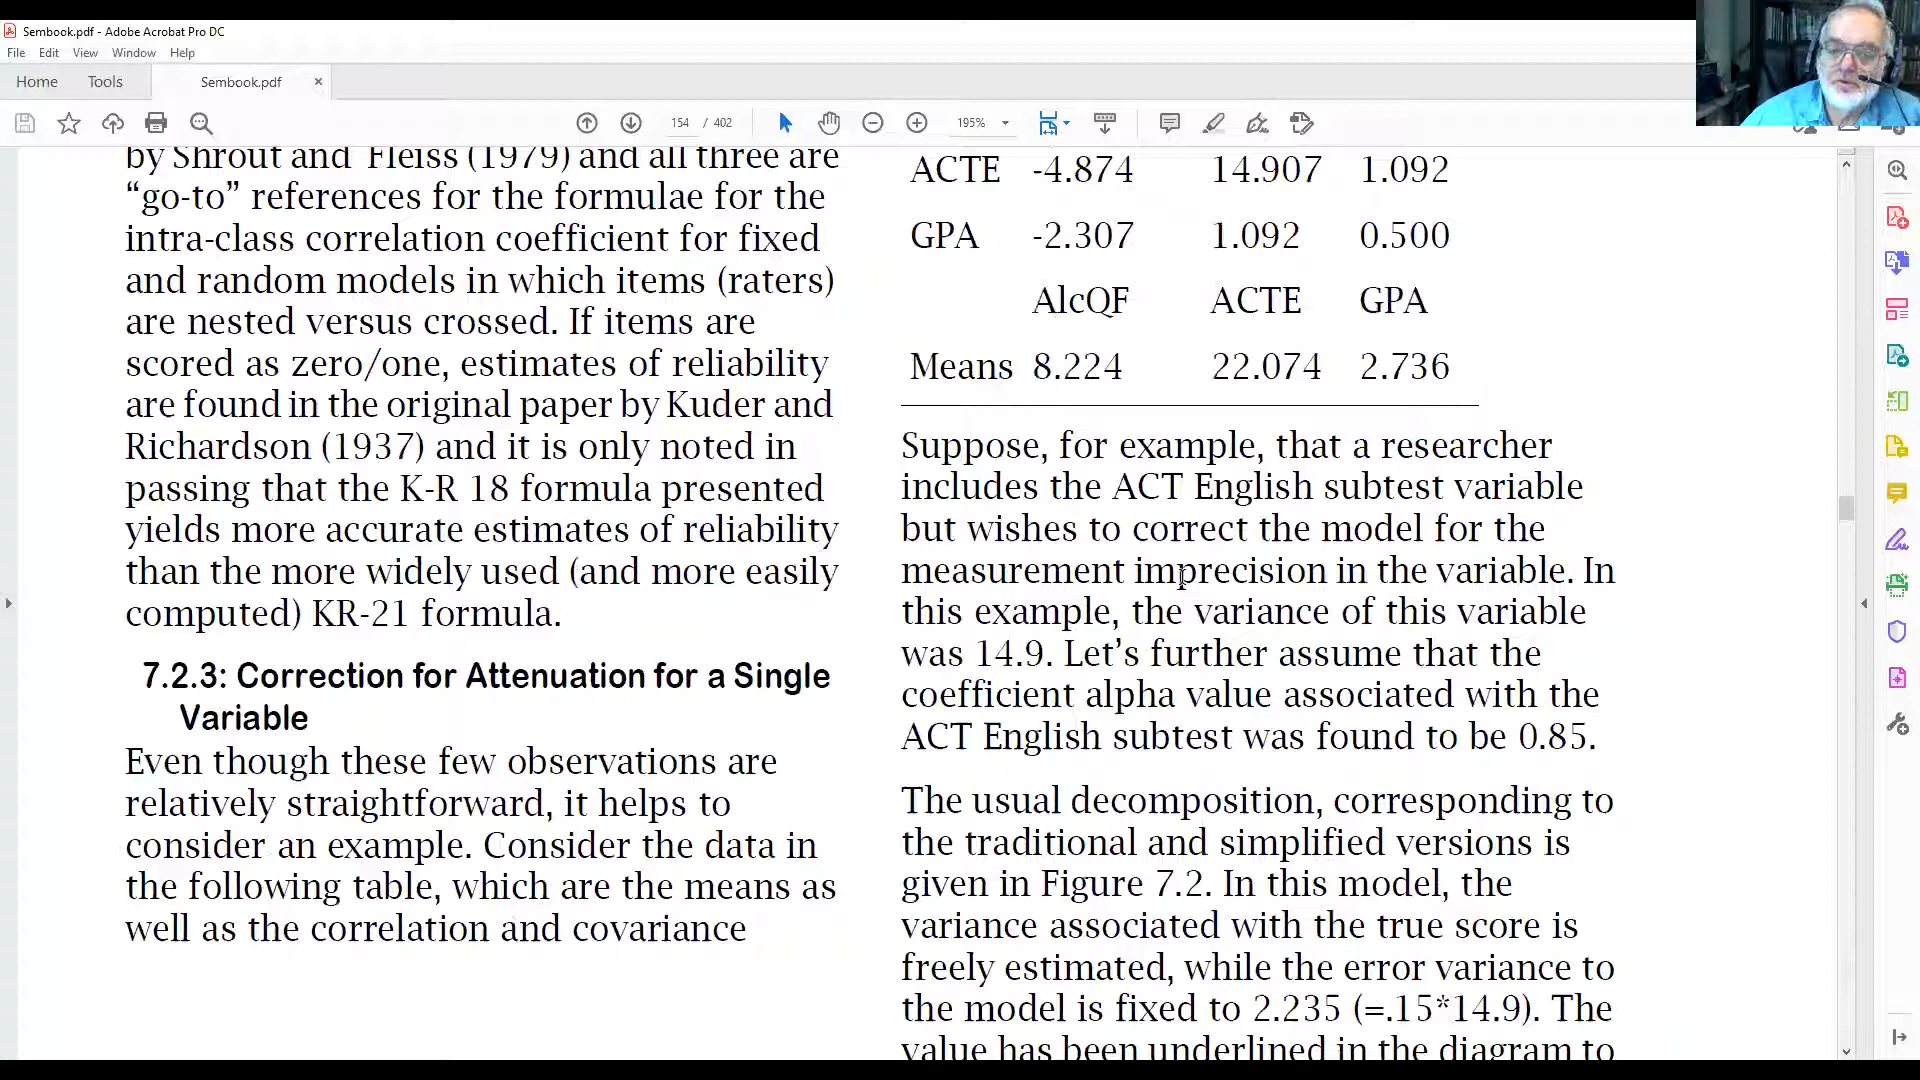 Sembook.pdf - Adobe Acrobat Pro DC
File Edit View Window Help
Home Tools Sembook.pdf ×
154 / 402 195%
by Shrout and Fleiss (1979) and all three are
“go-to” references for the formulae for the
intra-class correlation coefficient for fixed
and random models in which items (raters)
are nested versus crossed. If items are
scored as zero/one, estimates of reliability
are found in the original paper by Kuder and
Richardson (1937) and it is only noted in
passing that the K-R 18 formula presented
yields more accurate estimates of reliability
than the more widely used (and more easily
computed) KR-21 formula.
7.2.3: Correction for Attenuation for a Single
Variable
Even though these few observations are
relatively straightforward, it helps to
consider an example. Consider the data in
the following table, which are the means as
well as the correlation and covariance
ACTE -4.874 14.907 1.092
GPA -2.307 1.092 0.500
AlcQF ACTE GPA
Means 8.224 22.074 2.736
Suppose, for example, that a researcher
includes the ACT English subtest variable
but wishes to correct the model for the
measurement imprecision in the variable. In
this example, the variance of this variable
was 14.9. Let’s further assume that the
coefficient alpha value associated with the
ACT English subtest was found to be 0.85.
The usual decomposition, corresponding to
the traditional and simplified versions is
given in Figure 7.2. In this model, the
variance associated with the true score is
freely estimated, while the error variance to
the model is fixed to 2.235 (=.15*14.9). The
value has been underlined in the diagram to